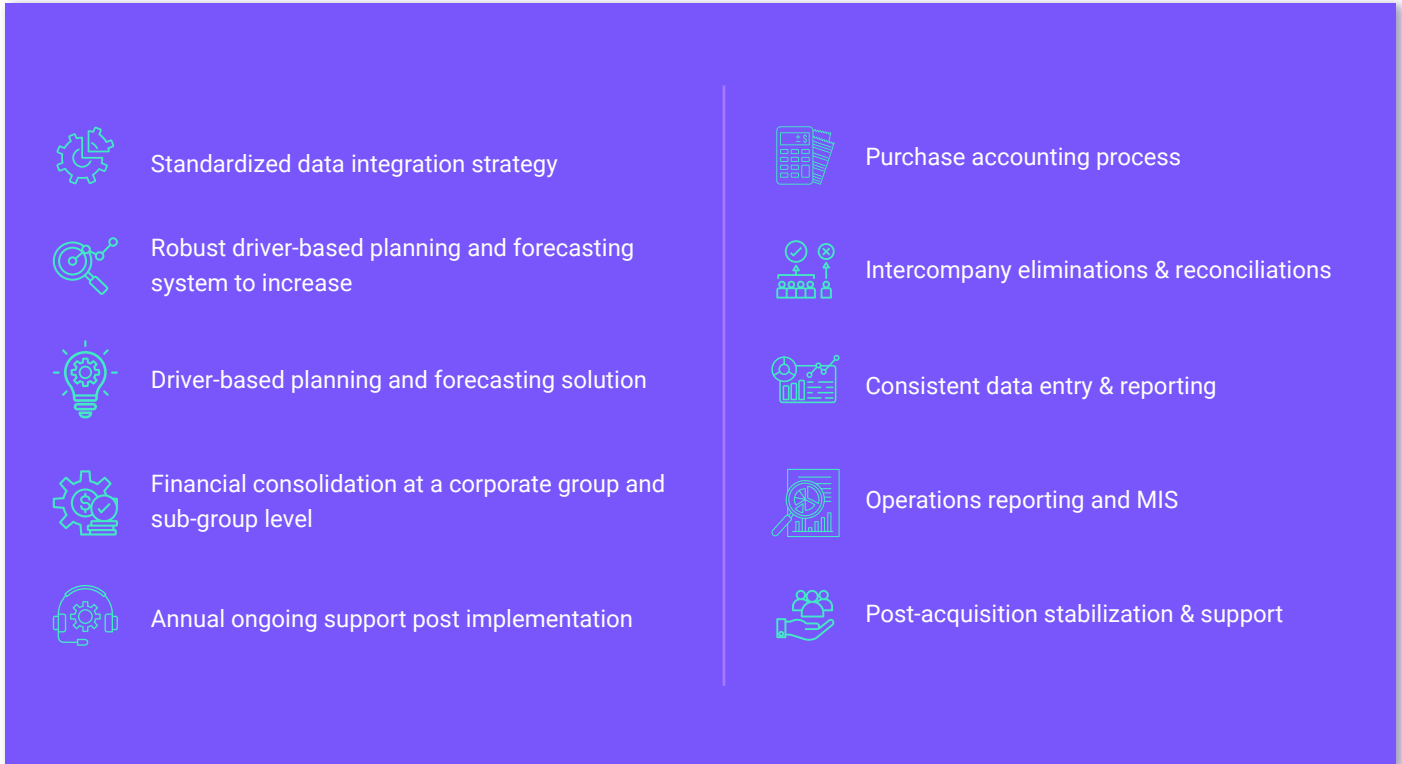 Standardized data integration strategy
Robust driver-based planning and forecasting
system to increase
Driver-based planning and forecasting solution
Financial consolidation at a corporate group and
sub-group level
Annual ongoing support post implementation
Purchase accounting process
Intercompany eliminations & reconciliations
Consistent data entry & reporting
Operations reporting and MIS
Post-acquisition stabilization & support